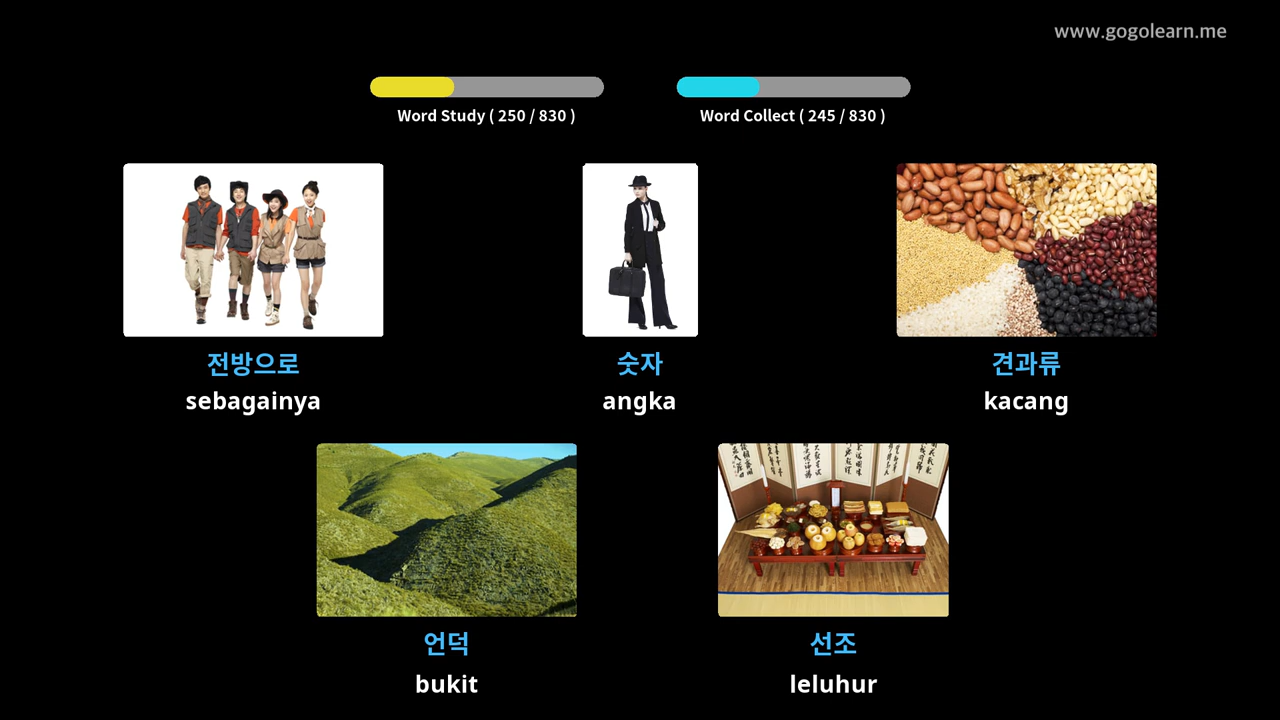 www.gogolearn.me
Word Study ( 250 / 830 )
Word Collect ( 245 / 830 )
전방으로
sebagainya
숫자
angka
견과류
kacang
언덕
bukit
선조
leluhur